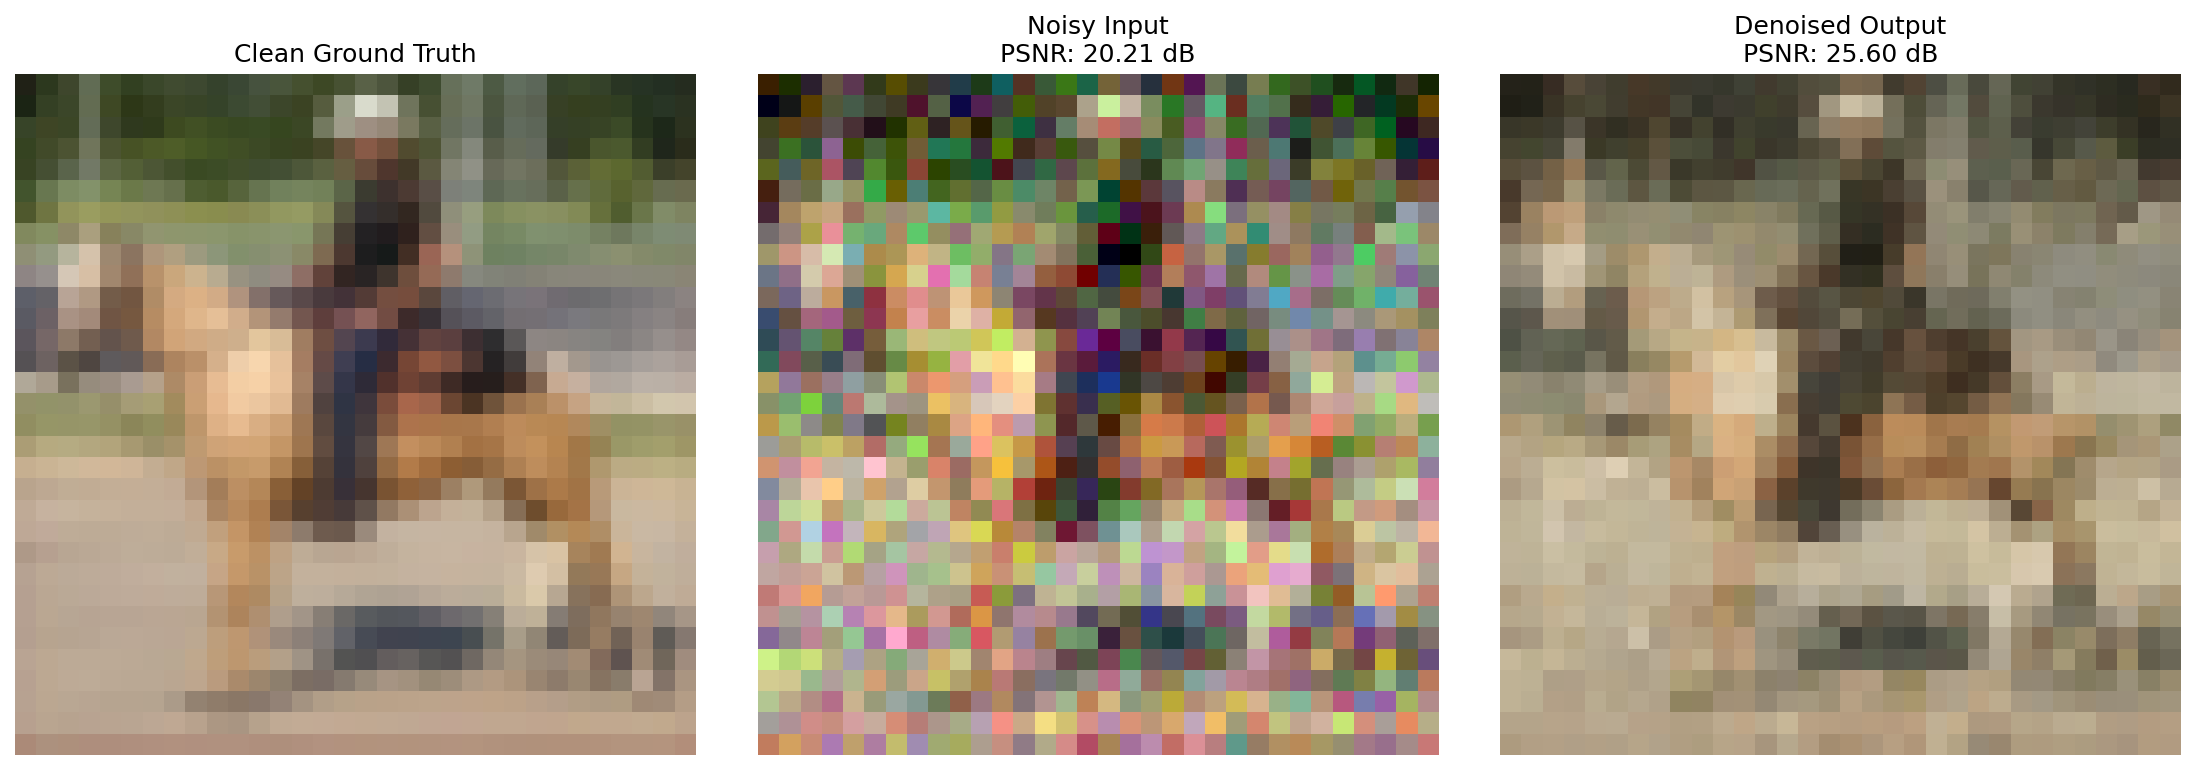 Clean Ground Truth
Noisy Input
PSNR: 20.21 dB
Denoised Output
PSNR: 25.60 dB